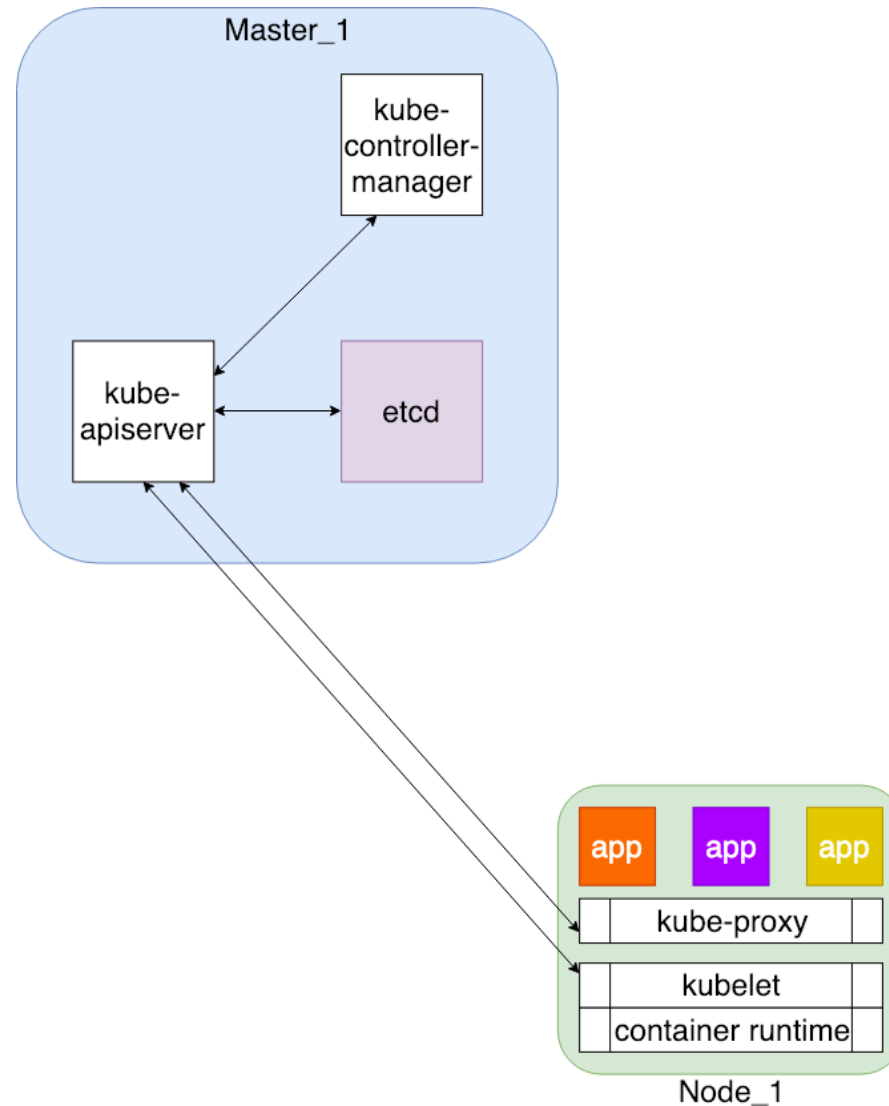 Master_1
kube-
controller-
manager
kube-
apiserver
etcd
app
app
app
kube-proxy
kubelet
container runtime
Node_1